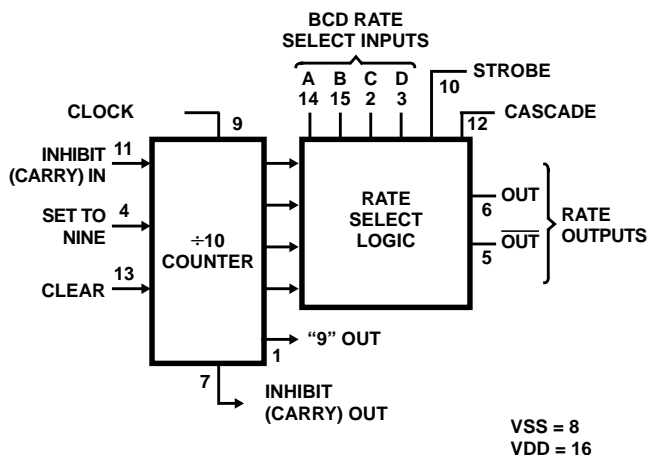 BCD RATE
SELECT INPUTS
A B C D
14 15 2 3
STROBE
10
CASCADE
12
CLOCK
9
INHIBIT
(CARRY) IN
11
SET TO
NINE
4
CLEAR
13
÷10
COUNTER
RATE
SELECT
LOGIC
OUT
6
OUT
5
RATE
OUTPUTS
“9” OUT
1
7
INHIBIT
(CARRY) OUT
VSS = 8
VDD = 16